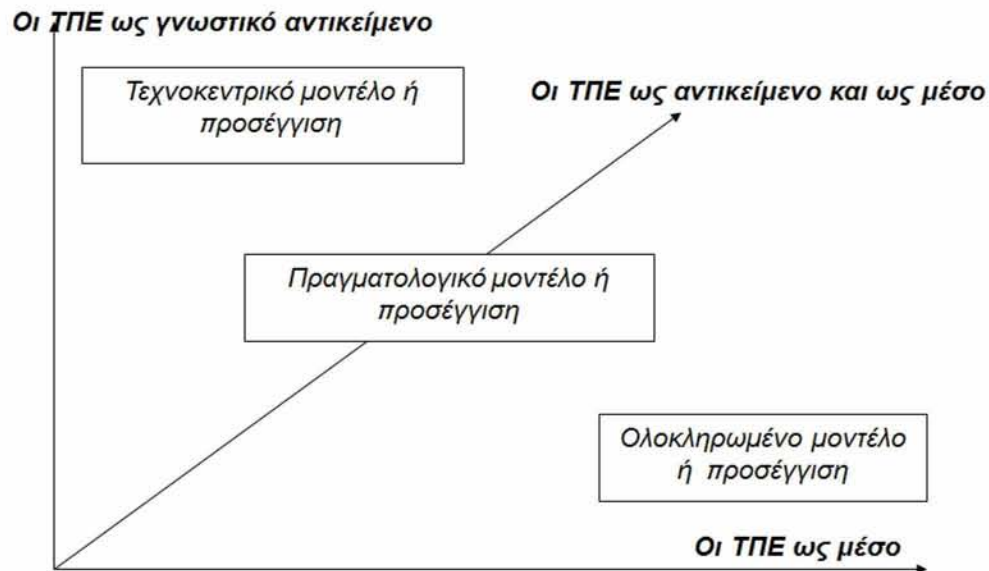 Οι ΤΠΕ ως γνωστικό αντικείμενο
Τεχνοκεντρικό μοντέλο ή
προσέγγιση
Οι ΤΠΕ ως αντικείμενο και ως μέσο
Πραγματολογικό μοντέλο ή
προσέγγιση
Ολοκληρωμένο μοντέλο
ή προσέγγιση
Οι ΤΠΕ ως μέσο